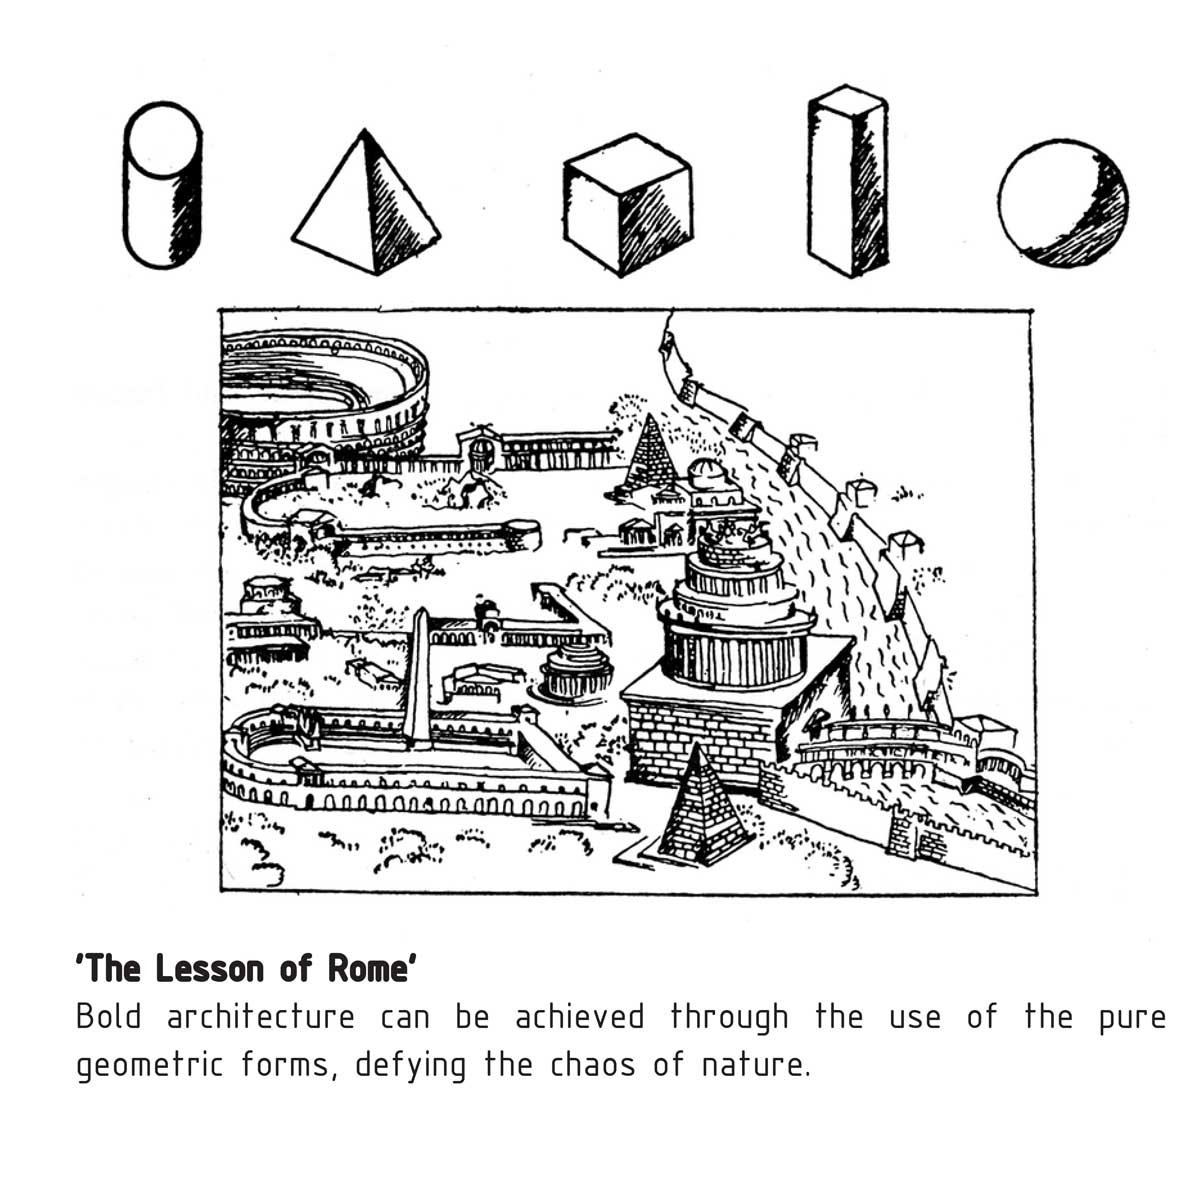 'The Lesson of Rome'
Bold architecture can be achieved through the use of the pure
geometric forms, defying the chaos of nature.